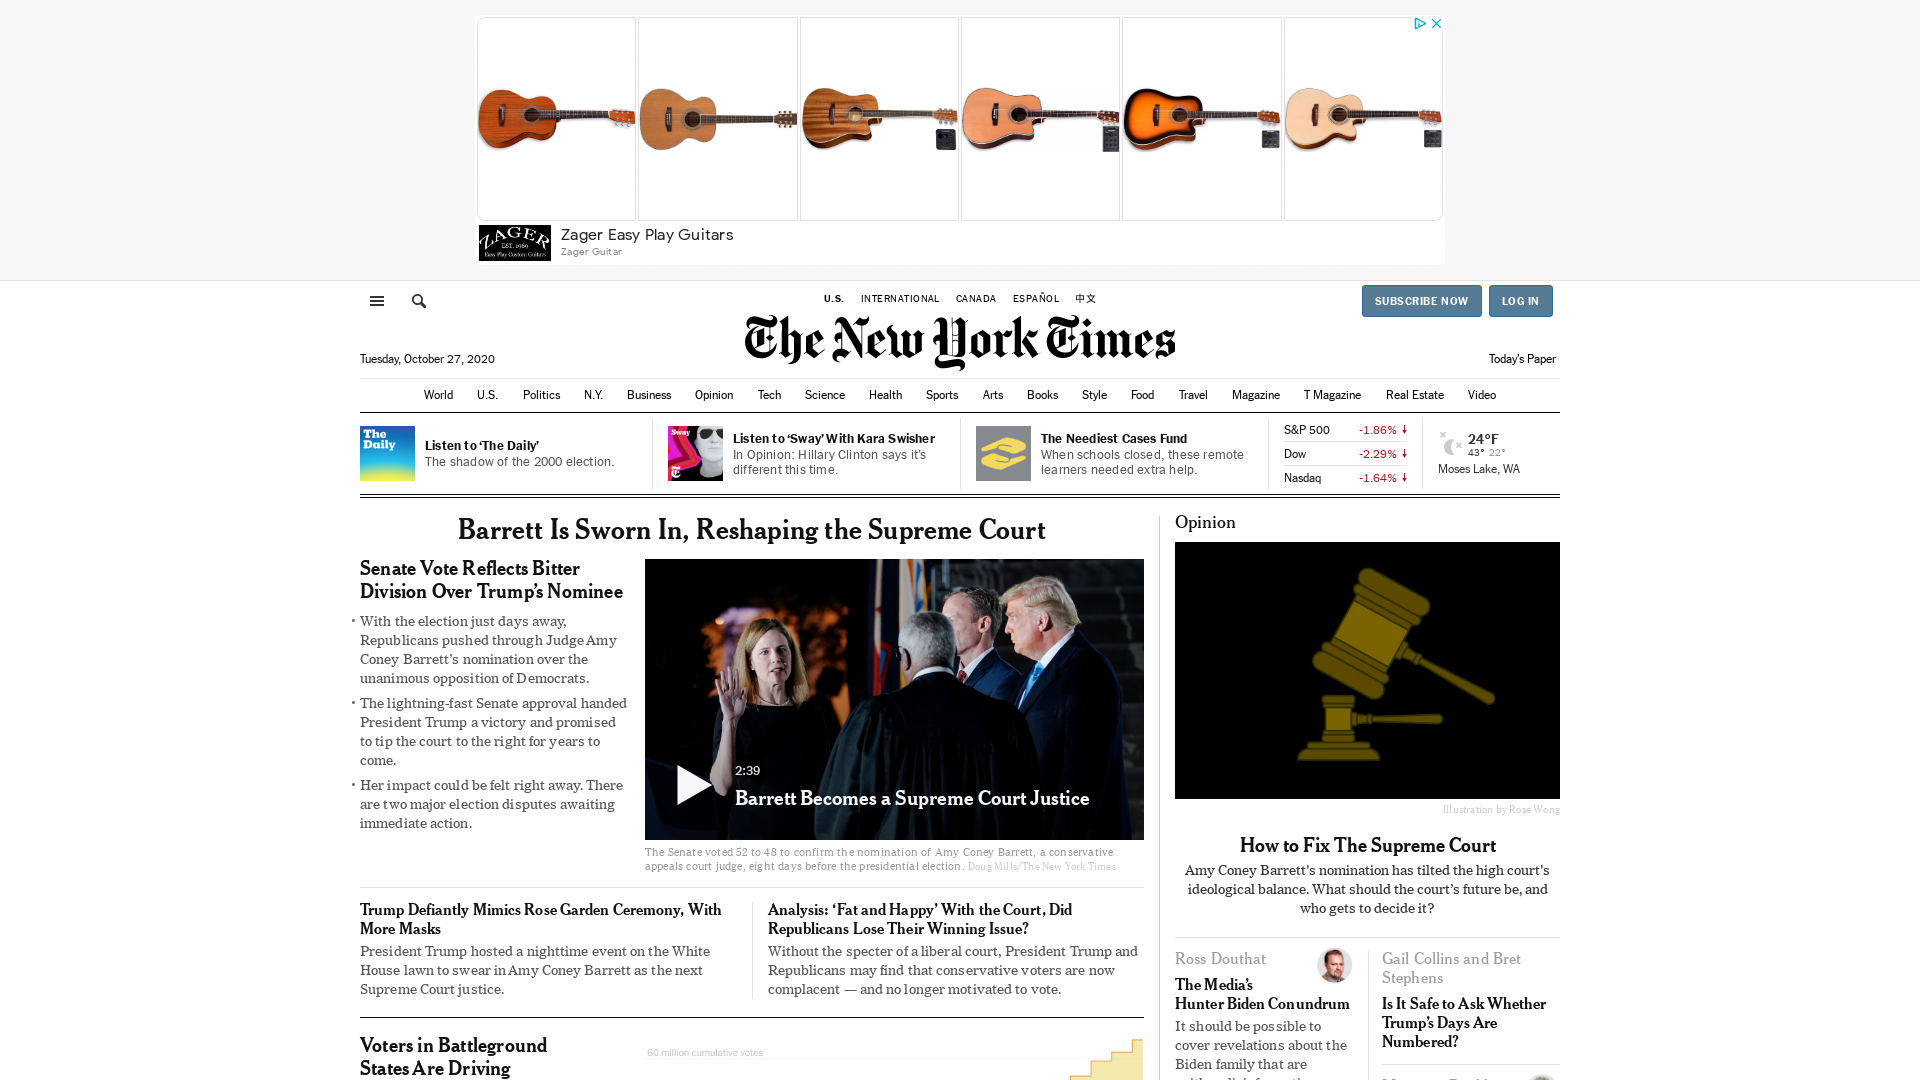 ZAGER
EST. 1969
Easy Play Custom Guitars
Zager Easy Play Guitars
Zager Guitar
U.S. INTERNATIONAL CANADA ESPAÑOL 中文
SUBSCRIBE NOW LOG IN
The New York Times
Tuesday, October 27, 2020
Today's Paper
World U.S. Politics N.Y. Business Opinion Tech Science Health Sports Arts Books Style Food Travel Magazine T Magazine Real Estate Video
The Daily
Listen to ‘The Daily’
The shadow of the 2000 election.
Sway
Listen to ‘Sway’ With Kara Swisher
In Opinion: Hillary Clinton says it’s
different this time.
The Neediest Cases Fund
When schools closed, these remote
learners needed extra help.
S&P 500 -1.86%
Dow -2.29%
Nasdaq -1.64%
24°F
43° 22°
Moses Lake, WA
Barrett Is Sworn In, Reshaping the Supreme Court
Senate Vote Reflects Bitter
Division Over Trump’s Nominee
• With the election just days away,
Republicans pushed through Judge Amy
Coney Barrett’s nomination over the
unanimous opposition of Democrats.
• The lightning-fast Senate approval handed
President Trump a victory and promised
to tip the court to the right for years to
come.
• Her impact could be felt right away. There
are two major election disputes awaiting
immediate action.
2:39
Barrett Becomes a Supreme Court Justice
The Senate voted 52 to 48 to confirm the nomination of Amy Coney Barrett, a conservative
appeals court judge, eight days before the presidential election. Doug Mills/The New York Times
Trump Defiantly Mimics Rose Garden Ceremony, With
More Masks
President Trump hosted a nighttime event on the White
House lawn to swear in Amy Coney Barrett as the next
Supreme Court justice.
Analysis: ‘Fat and Happy’ With the Court, Did
Republicans Lose Their Winning Issue?
Without the specter of a liberal court, President Trump and
Republicans may find that conservative voters are now
complacent — and no longer motivated to vote.
Voters in Battleground
States Are Driving
60 million cumulative votes
Opinion
Illustration by Rose Wong
How to Fix The Supreme Court
Amy Coney Barrett's nomination has tilted the high court's
ideological balance. What should the court’s future be, and
who gets to decide it?
Ross Douthat
The Media’s
Hunter Biden Conundrum
It should be possible to
cover revelations about the
Biden family that are
Gail Collins and Bret
Stephens
Is It Safe to Ask Whether
Trump’s Days Are
Numbered?